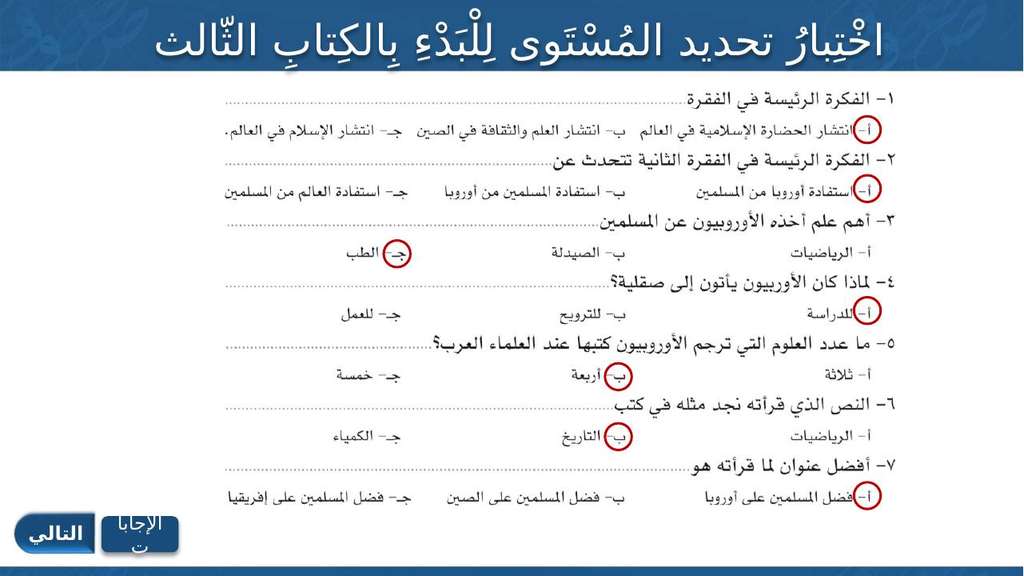 اخْتِبارُ تحديد المُسْتَوى لِلْبَدْءِ بِالكِتابِ الثّالث
١- الفكرة الرئيسة في الفقرة..........
أ- انتشار الحضارة الإسلامية في العالم ب- انتشار العلم والثقافة في الصين جـ- انتشار الإسلام في العالم.
٢- الفكرة الرئيسة في الفقرة الثانية تتحدث عن..........
أ- استفادة أوروبا من المسلمين ب- استفادة المسلمين من أوروبا جـ- استفادة العالم من المسلمين
٣- أهم علم أخذه الأوروبيون عن المسلمين..........
أ- الرياضيات ب- الصيدلة جـ- الطب
٤- لماذا كان الأوربيون يأتون إلى صقلية؟..........
أ- للدراسة ب- للترويح جـ- للعمل
٥- ما عدد العلوم التي ترجم الأوروبيون كتبها عند العلماء العرب؟..........
أ- ثلاثة ب- أربعة جـ- خمسة
٦- النص الذي قرأته نجد مثله في كتب..........
أ- الرياضيات ب- التاريخ جـ- الكمياء
٧- أفضل عنوان لما قرأته هو..........
أ- فضل المسلمين على أوروبا ب- فضل المسلمين على الصين جـ- فضل المسلمين على إفريقيا
الإجابات
التالي